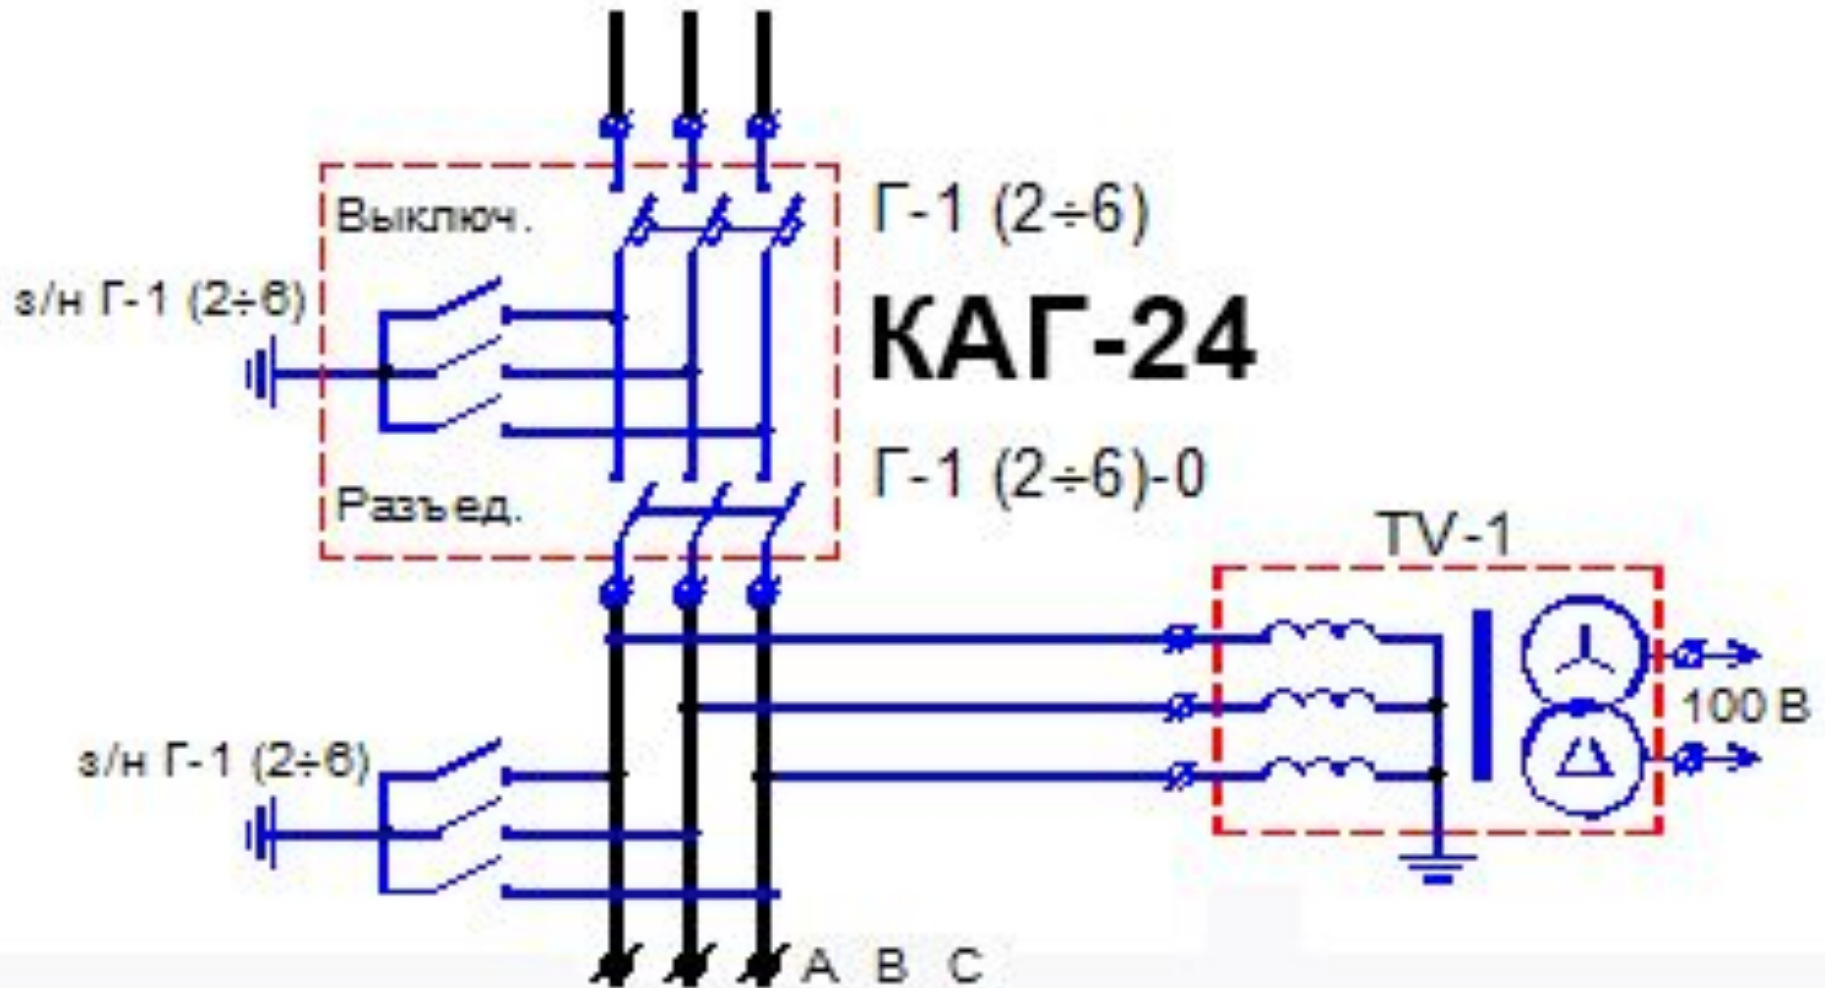 Выключ.
Г-1 (2÷6)
з/н Г-1 (2÷6)
КАГ-24
Г-1 (2÷6)-0
Разъед.
TV-1
100 В
з/н Г-1 (2÷6)
А В С